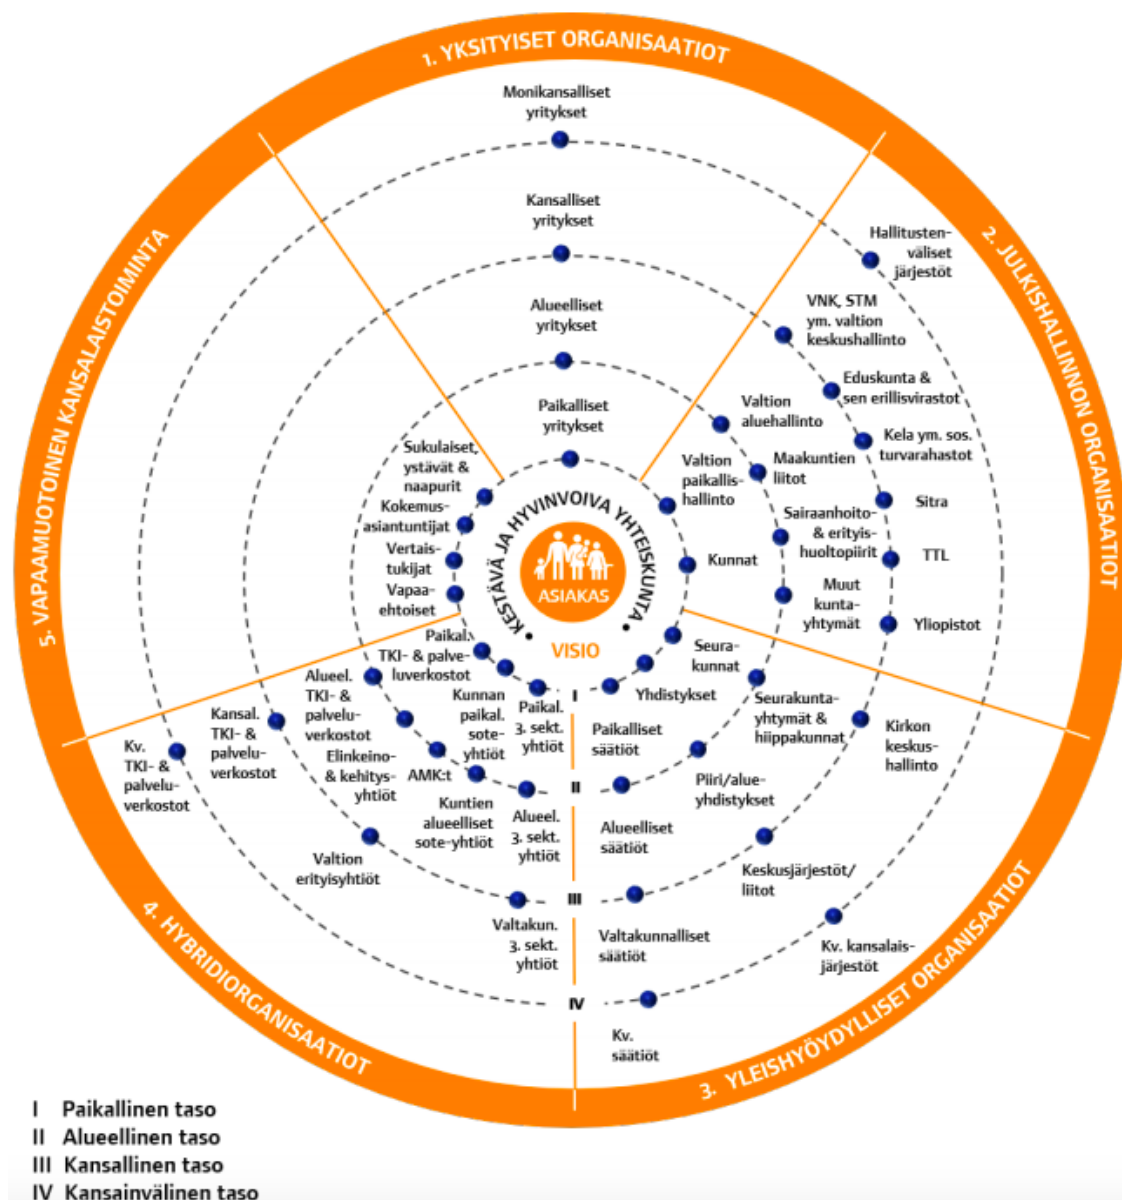 1. YKSITYISET ORGANISAATIOT
Monikansalliset
yritykset
Kansalliset
yritykset
Alueelliset
yritykset
Paikalliset
yritykset
2. JULKISHALLINNON ORGANISAATIOT
Hallitusten-
väliset
järjestöt
VNK, STM
ym. valtion
keskushallinto
Eduskunta &
sen erillisvirastot
Kela ym. sos.
turvarahastot
Sitra
TTL
Yliopistot
Valtion
aluehallinto
Maakuntien
liitot
Sairaanhoito-
& erityis-
huoltopiirit
Muut
kunta-
yhtymät
Valtion
paikallis-
hallinto
Kunnat
3. YLEISHYÖDYLLISET ORGANISAATIOT
Seura-
kunnat
Yhdistykset
Paikalliset
säätiöt
Seurakunta-
yhtymät &
hiippakunnat
Piiri/alue-
yhdistykset
Alueelliset
säätiöt
Kirkon
keskus-
hallinto
Keskusjärjestöt/
liitot
Valtakunnalliset
säätiöt
Kv. kansalais-
järjestöt
Kv.
säätiöt
4. HYBRIDIORGANISAATIOT
Paikal.
TKI- & palve-
luverkostot
Kunnan
paikal.
sote-
yhtiöt
Paikal.
3. sekt.
yhtiöt
Alueel.
TKI- &
palvelu-
verkostot
Elinkeino-
& kehitys-
yhtiöt
AMK:t
Kuntien
alueelliset
sote-yhtiöt
Alueel.
3. sekt.
yhtiöt
Kansal.
TKI- &
palvelu-
verkostot
Valtion
erityisyhtiöt
Valtakun.
3. sekt.
yhtiöt
Kv.
TKI- &
palvelu-
verkostot
5. VAPAAMUOTOINEN KANSALAISTOIMINTA
Sukulaiset,
ystävät &
naapurit
Kokemus-
asiantuntijat
Vertais-
tukijat
Vapaa-
ehtoiset
• KESTÄVÄ JA HYVINVOIVA YHTEISKUNTA •
ASIAKAS
VISIO
I
II
III
IV
I Paikallinen taso
II Alueellinen taso
III Kansallinen taso
IV Kansainvälinen taso